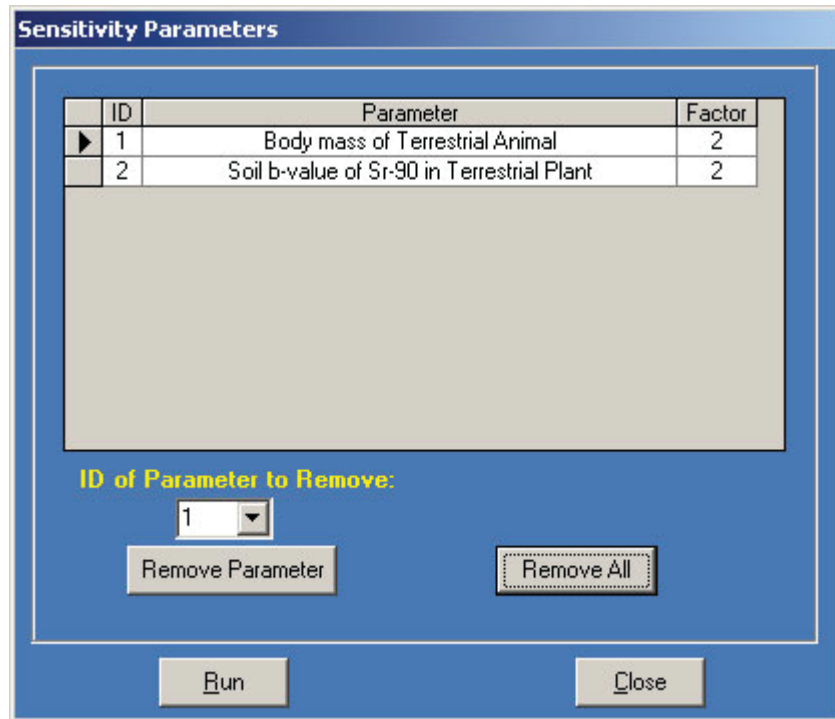 Sensitivity Parameters
ID Parameter Factor
1 Body mass of Terrestrial Animal 2
2 Soil b-value of Sr-90 in Terrestrial Plant 2
ID of Parameter to Remove:
1
Remove Parameter Remove All
Run Close